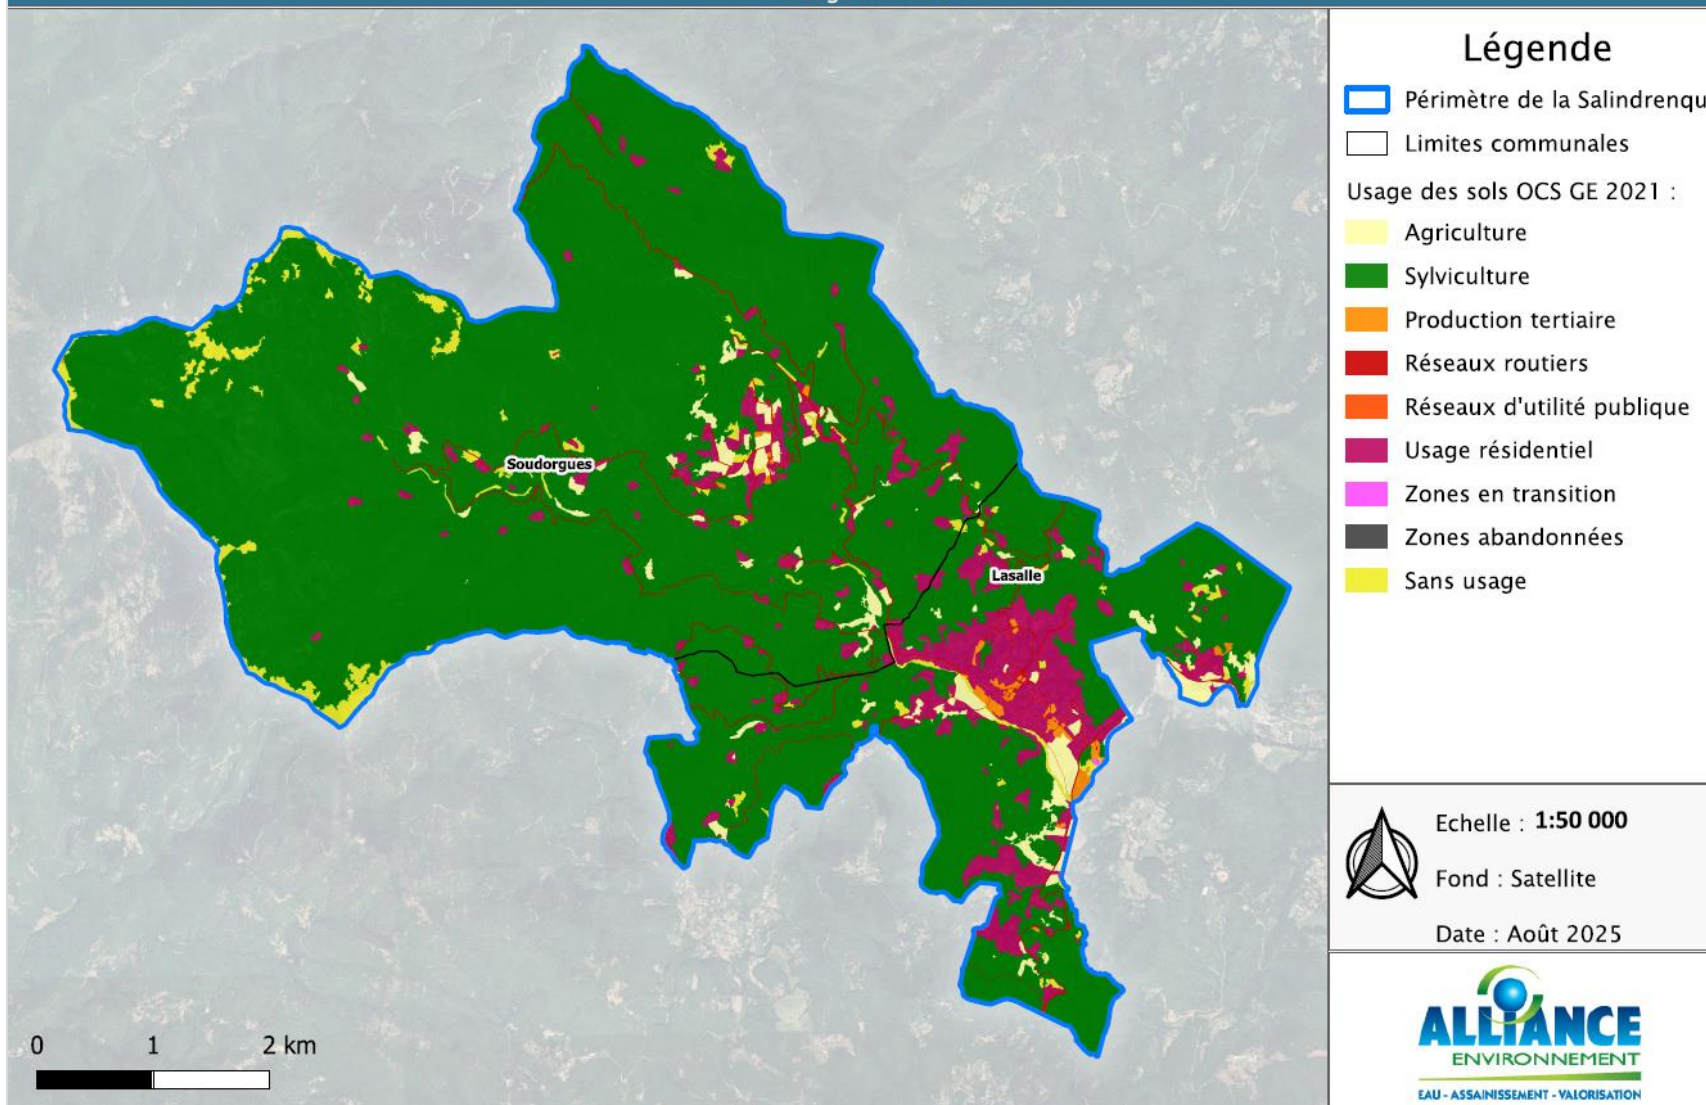 Légende
Périmètre de la Salindrenqu
Limites communales
Usage des sols OCS GE 2021 :
Agriculture
Sylviculture
Production tertiaire
Réseaux routiers
Réseaux d'utilité publique
Usage résidentiel
Zones en transition
Zones abandonnées
Sans usage
Soudorgues
Lasalle
0 1 2 km
Echelle : 1:50 000
Fond : Satellite
Date : Août 2025
ALLIANCE
ENVIRONNEMENT
EAU - ASSAINISSEMENT - VALORISATION